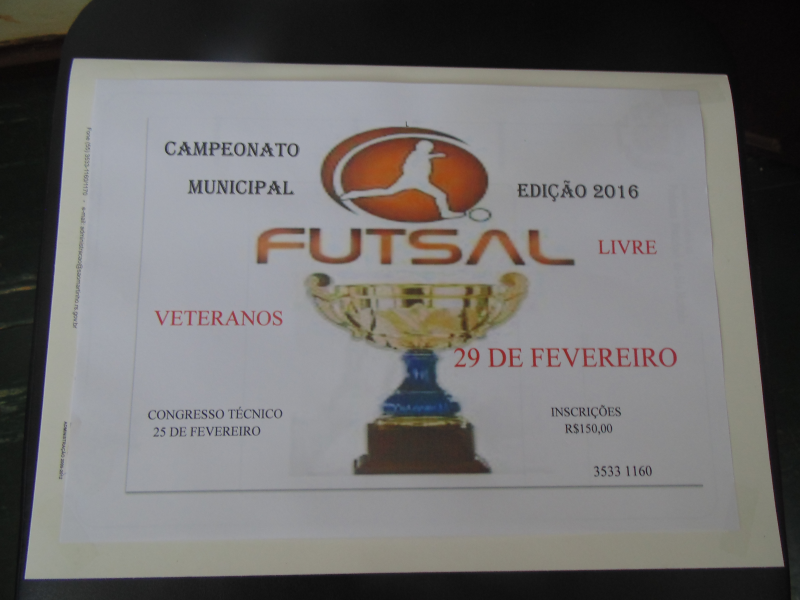 CAMPEONATO
MUNICIPAL
EDIÇÃO 2016
FUTSAL
LIVRE
VETERANOS
29 DE FEVEREIRO
CONGRESSO TÉCNICO
25 DE FEVEREIRO
INSCRIÇÕES
R$150,00
3533 1160